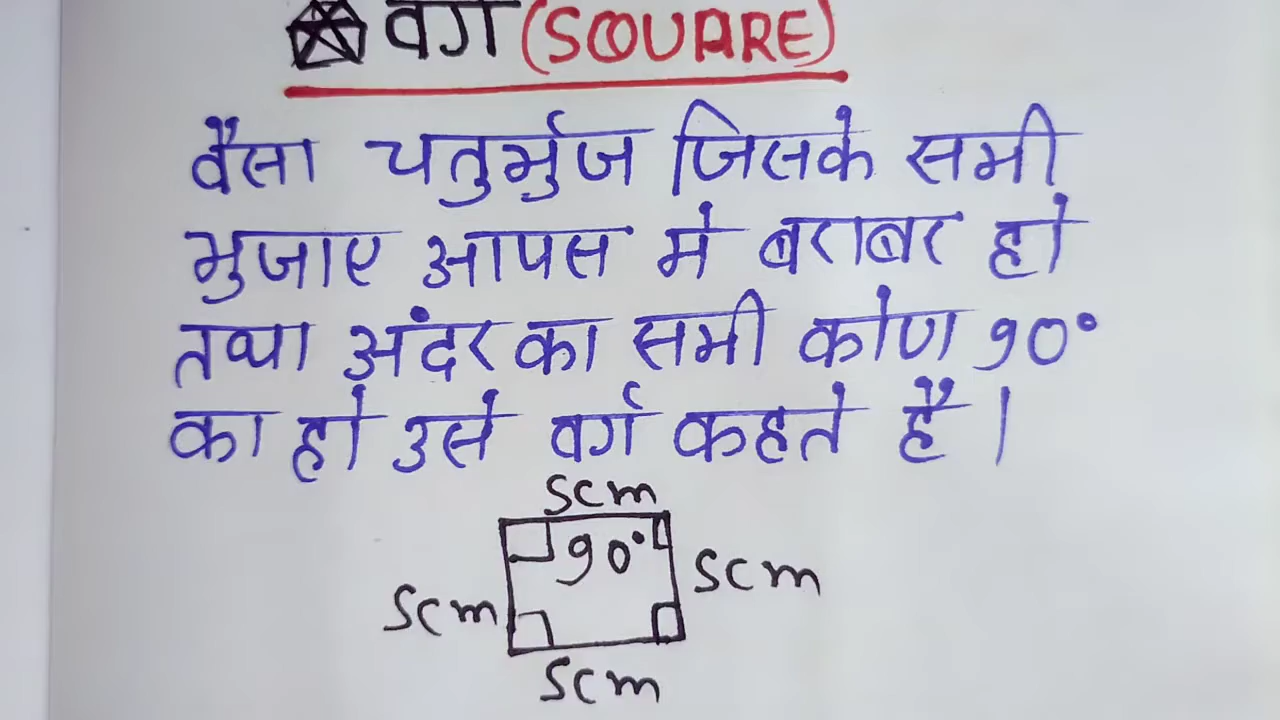 वर्ग (SQUARE)
वैसा चतुर्भुज जिसके सभी
भुजाए आपस मे बराबर हो
तथा अंदर का सभी कोण 90°
का हो उसे वर्ग कहते है।
5cm
90°
5cm
5cm
5cm